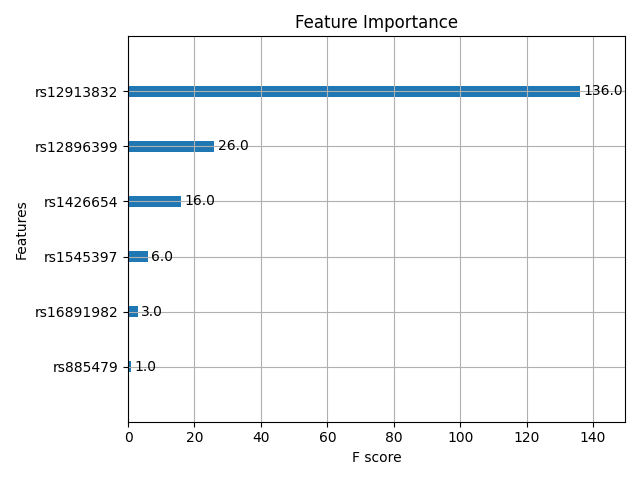 Feature Importance
rs12913832 136.0
rs12896399 26.0
rs1426654 16.0
rs1545397 6.0
rs16891982 3.0
rs885479 1.0
Features
0 20 40 60 80 100 120 140
F score